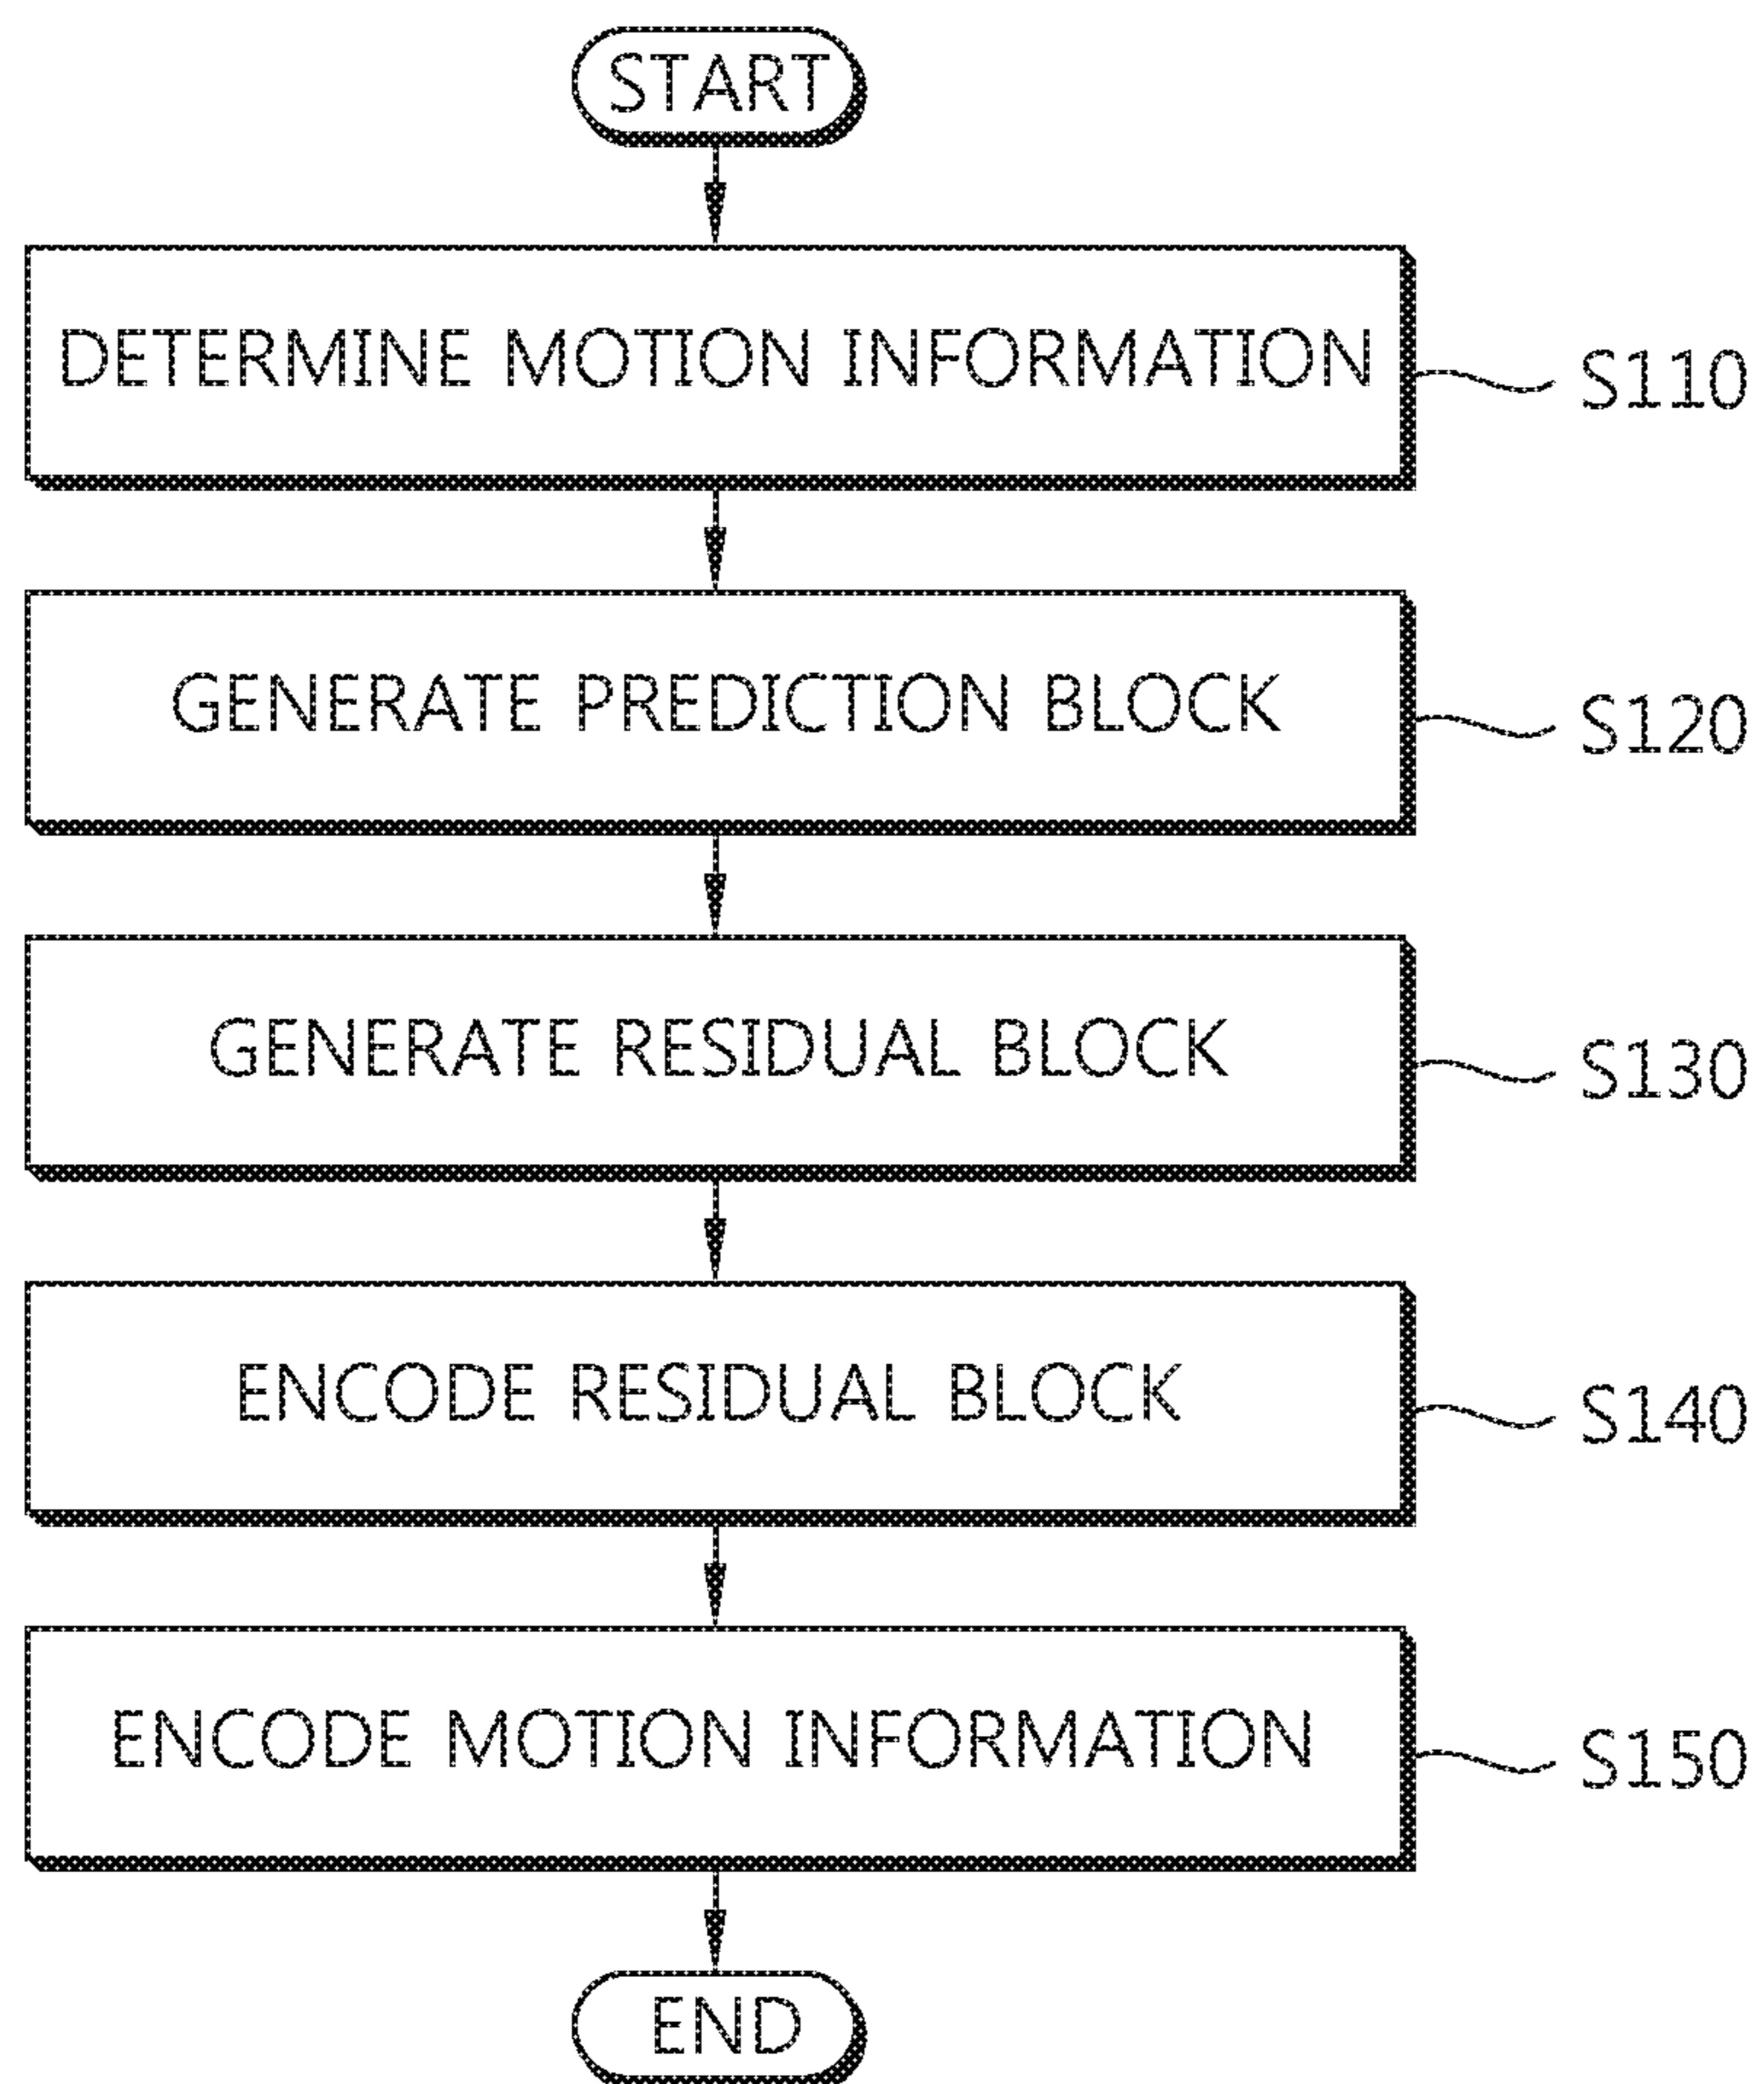 START
DETERMINE MOTION INFORMATION
S110
GENERATE PREDICTION BLOCK
S120
GENERATE RESIDUAL BLOCK
S130
ENCODE RESIDUAL BLOCK
S140
ENCODE MOTION INFORMATION
S150
END